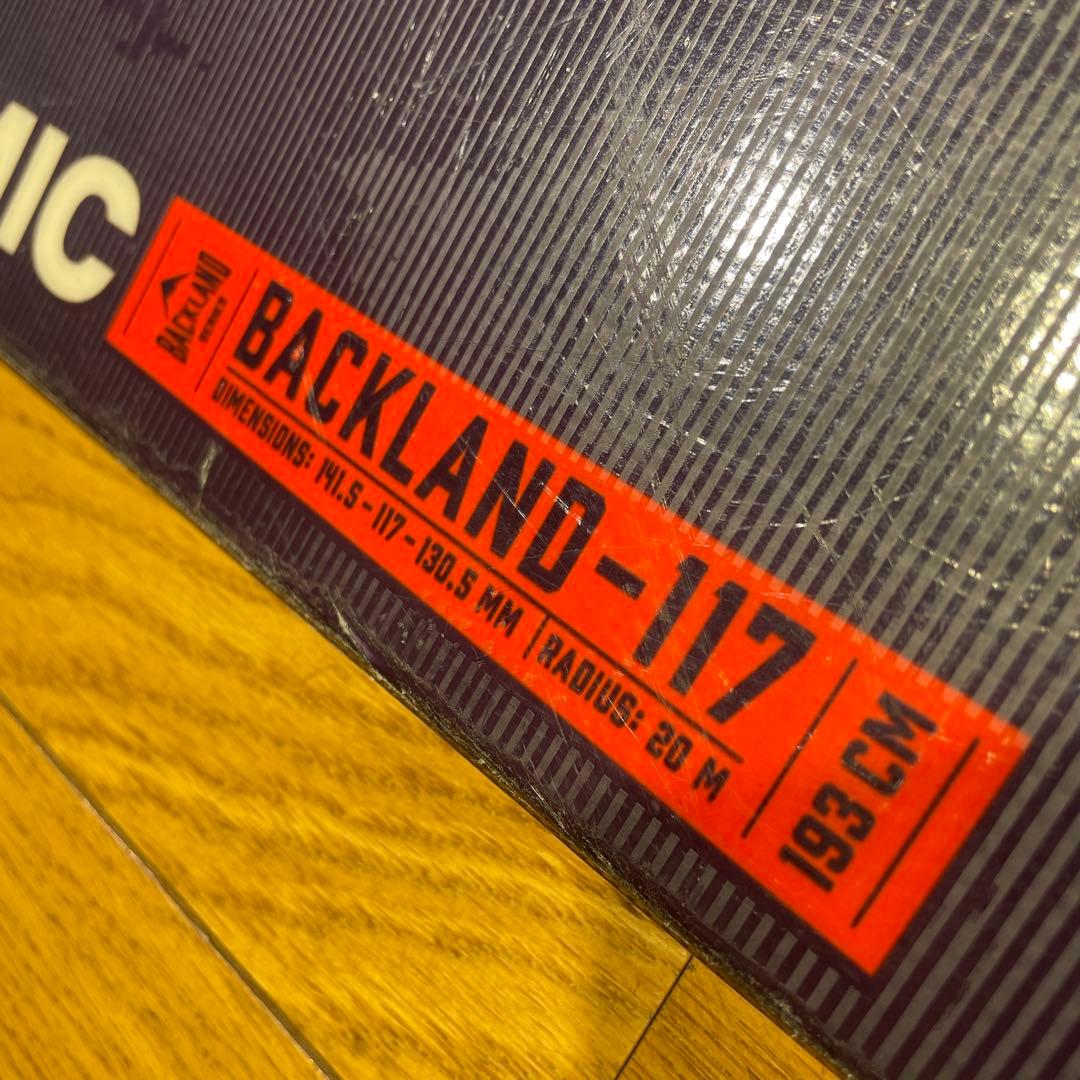 MIC
BACKLAND
SERIES
BACKLAND-117
DIMENSIONS: 141.5-117-130.5 MM | RADIUS: 20 M
193 CM